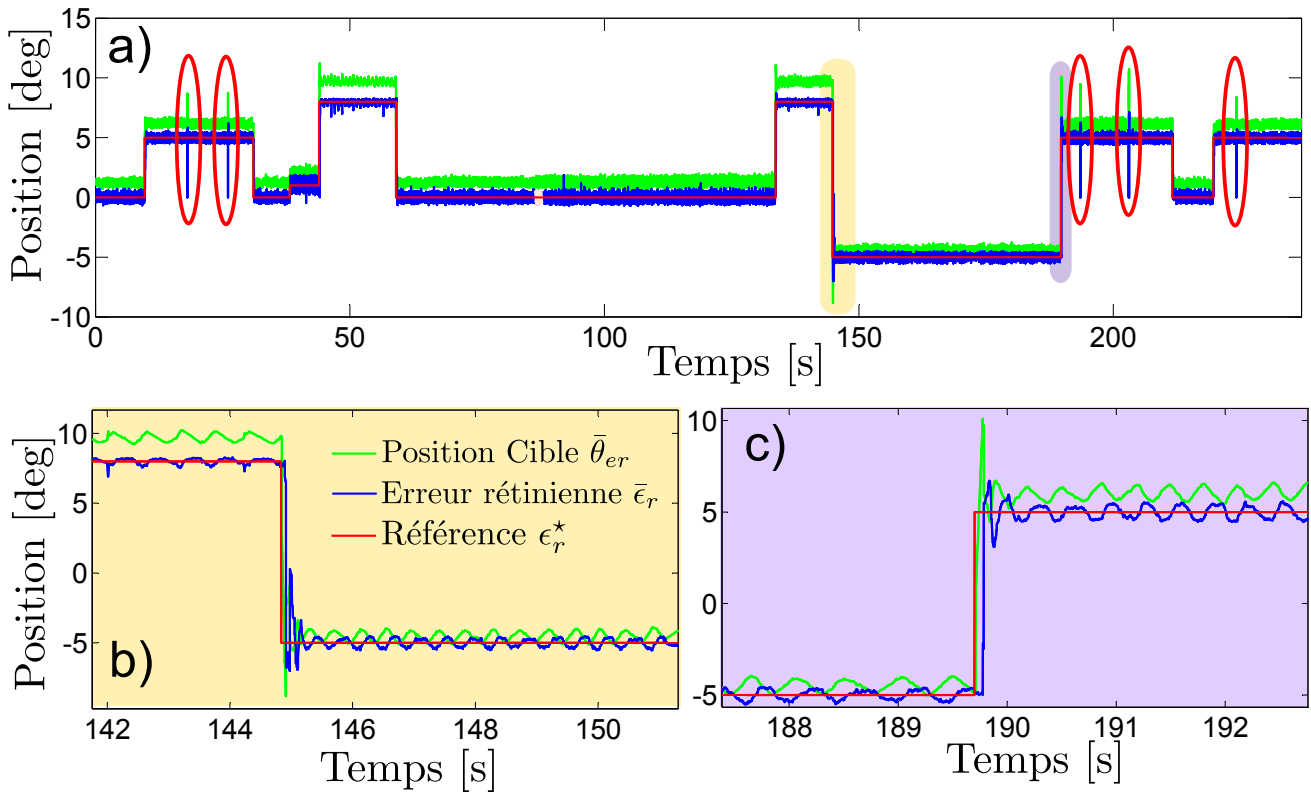 a)
Position [deg]
15
10
5
0
-5
-10
0
50
100
150
200
Temps [s]
b)
Position [deg]
10
5
0
-5
142
144
146
148
150
Temps [s]
Position Cible θ̄er
Erreur rétinienne ϵ̄r
Référence ϵ⋆r
c)
10
5
0
-5
188
189
190
191
192
Temps [s]